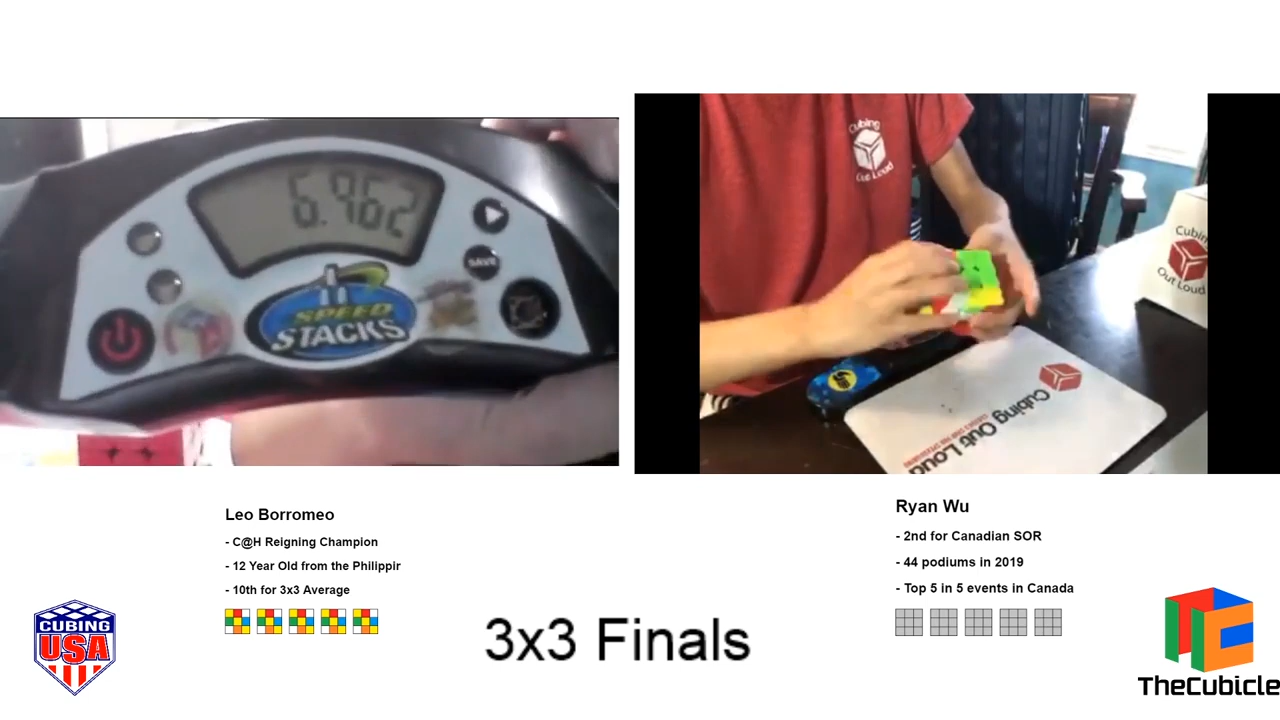 6.962
SAVE
SPEED
STACKS
Cubing
Out Loud
Cubing
Out Loud
Cubing Out Loud
Leo Borromeo
- C@H Reigning Champion
- 12 Year Old from the Philippir
- 10th for 3x3 Average
Ryan Wu
- 2nd for Canadian SOR
- 44 podiums in 2019
- Top 5 in 5 events in Canada
3x3 Finals
CUBING
USA
TheCubicle